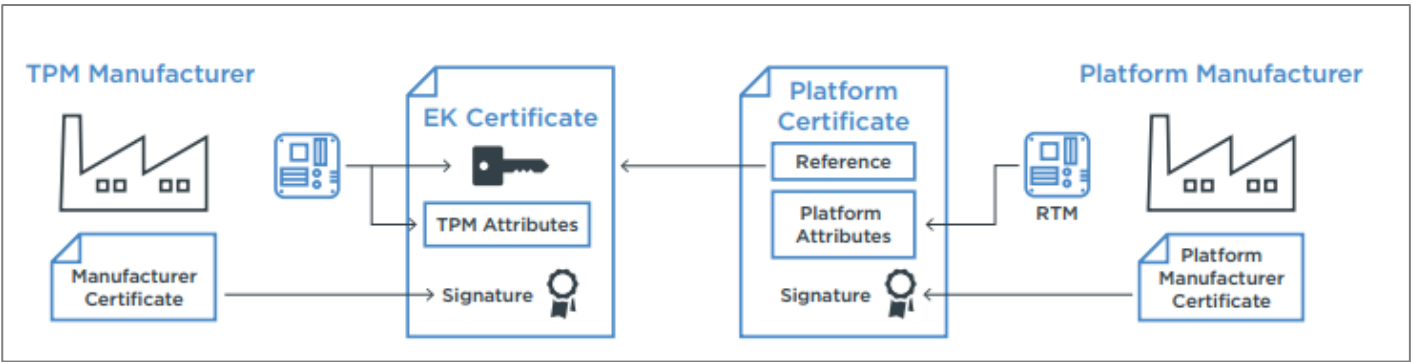 TPM Manufacturer
Manufacturer
Certificate
EK Certificate
TPM Attributes
Signature
Platform
Certificate
Reference
Platform
Attributes
Signature
Platform Manufacturer
RTM
Platform
Manufacturer
Certificate